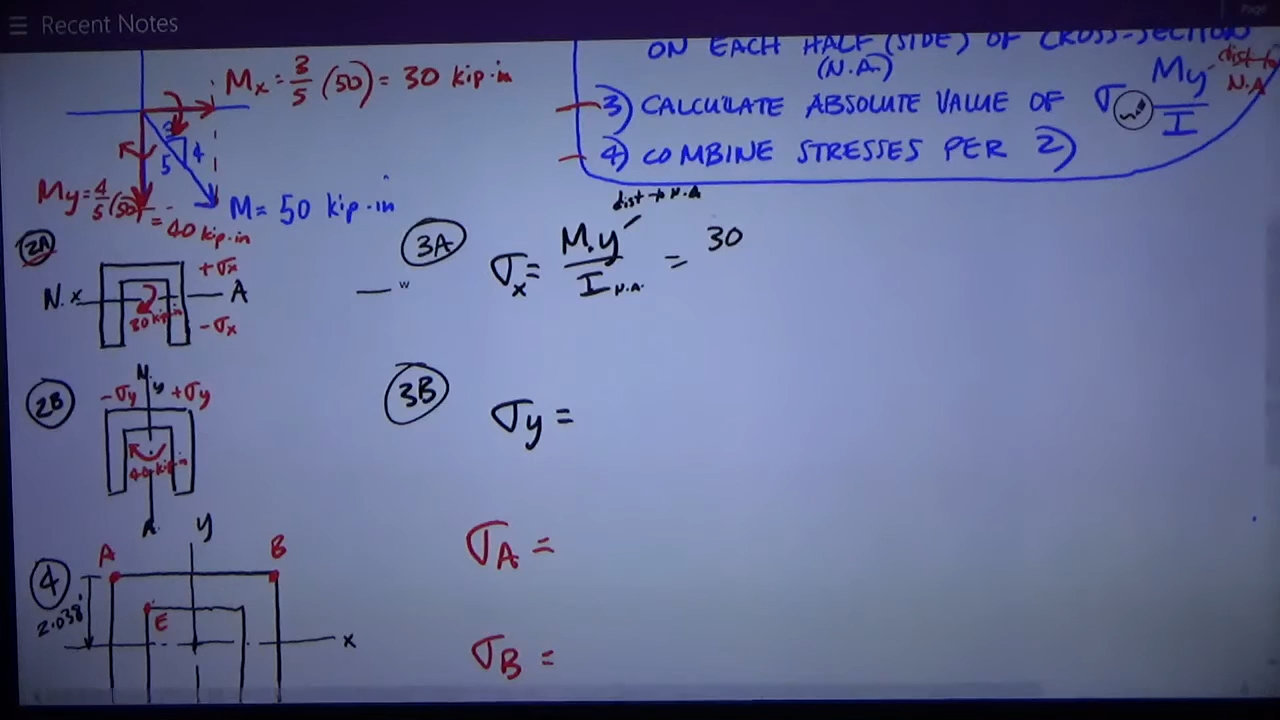 Recent Notes
Page
ON EACH HALF (SIDE) OF CROSS-SECTION
(N.A.)
3) CALCULATE ABSOLUTE VALUE OF σ My/I
dist to N.A
4) COMBINE STRESSES PER 2)
Mx = 3/5 (50) = 30 kip·in
3
4
5
My = 4/5 (50) = 40 kip·in
M = 50 kip·in
2A
N. x
A
+σx
-σx
30 kip·in
3A
σx = M.y/I N.A. = 30
dist to N.A
2B
N.
y
-σy
+σy
40 kip·in
A.
3B
σy =
4
A
B
y
x
E
2.038"
σA =
σB =